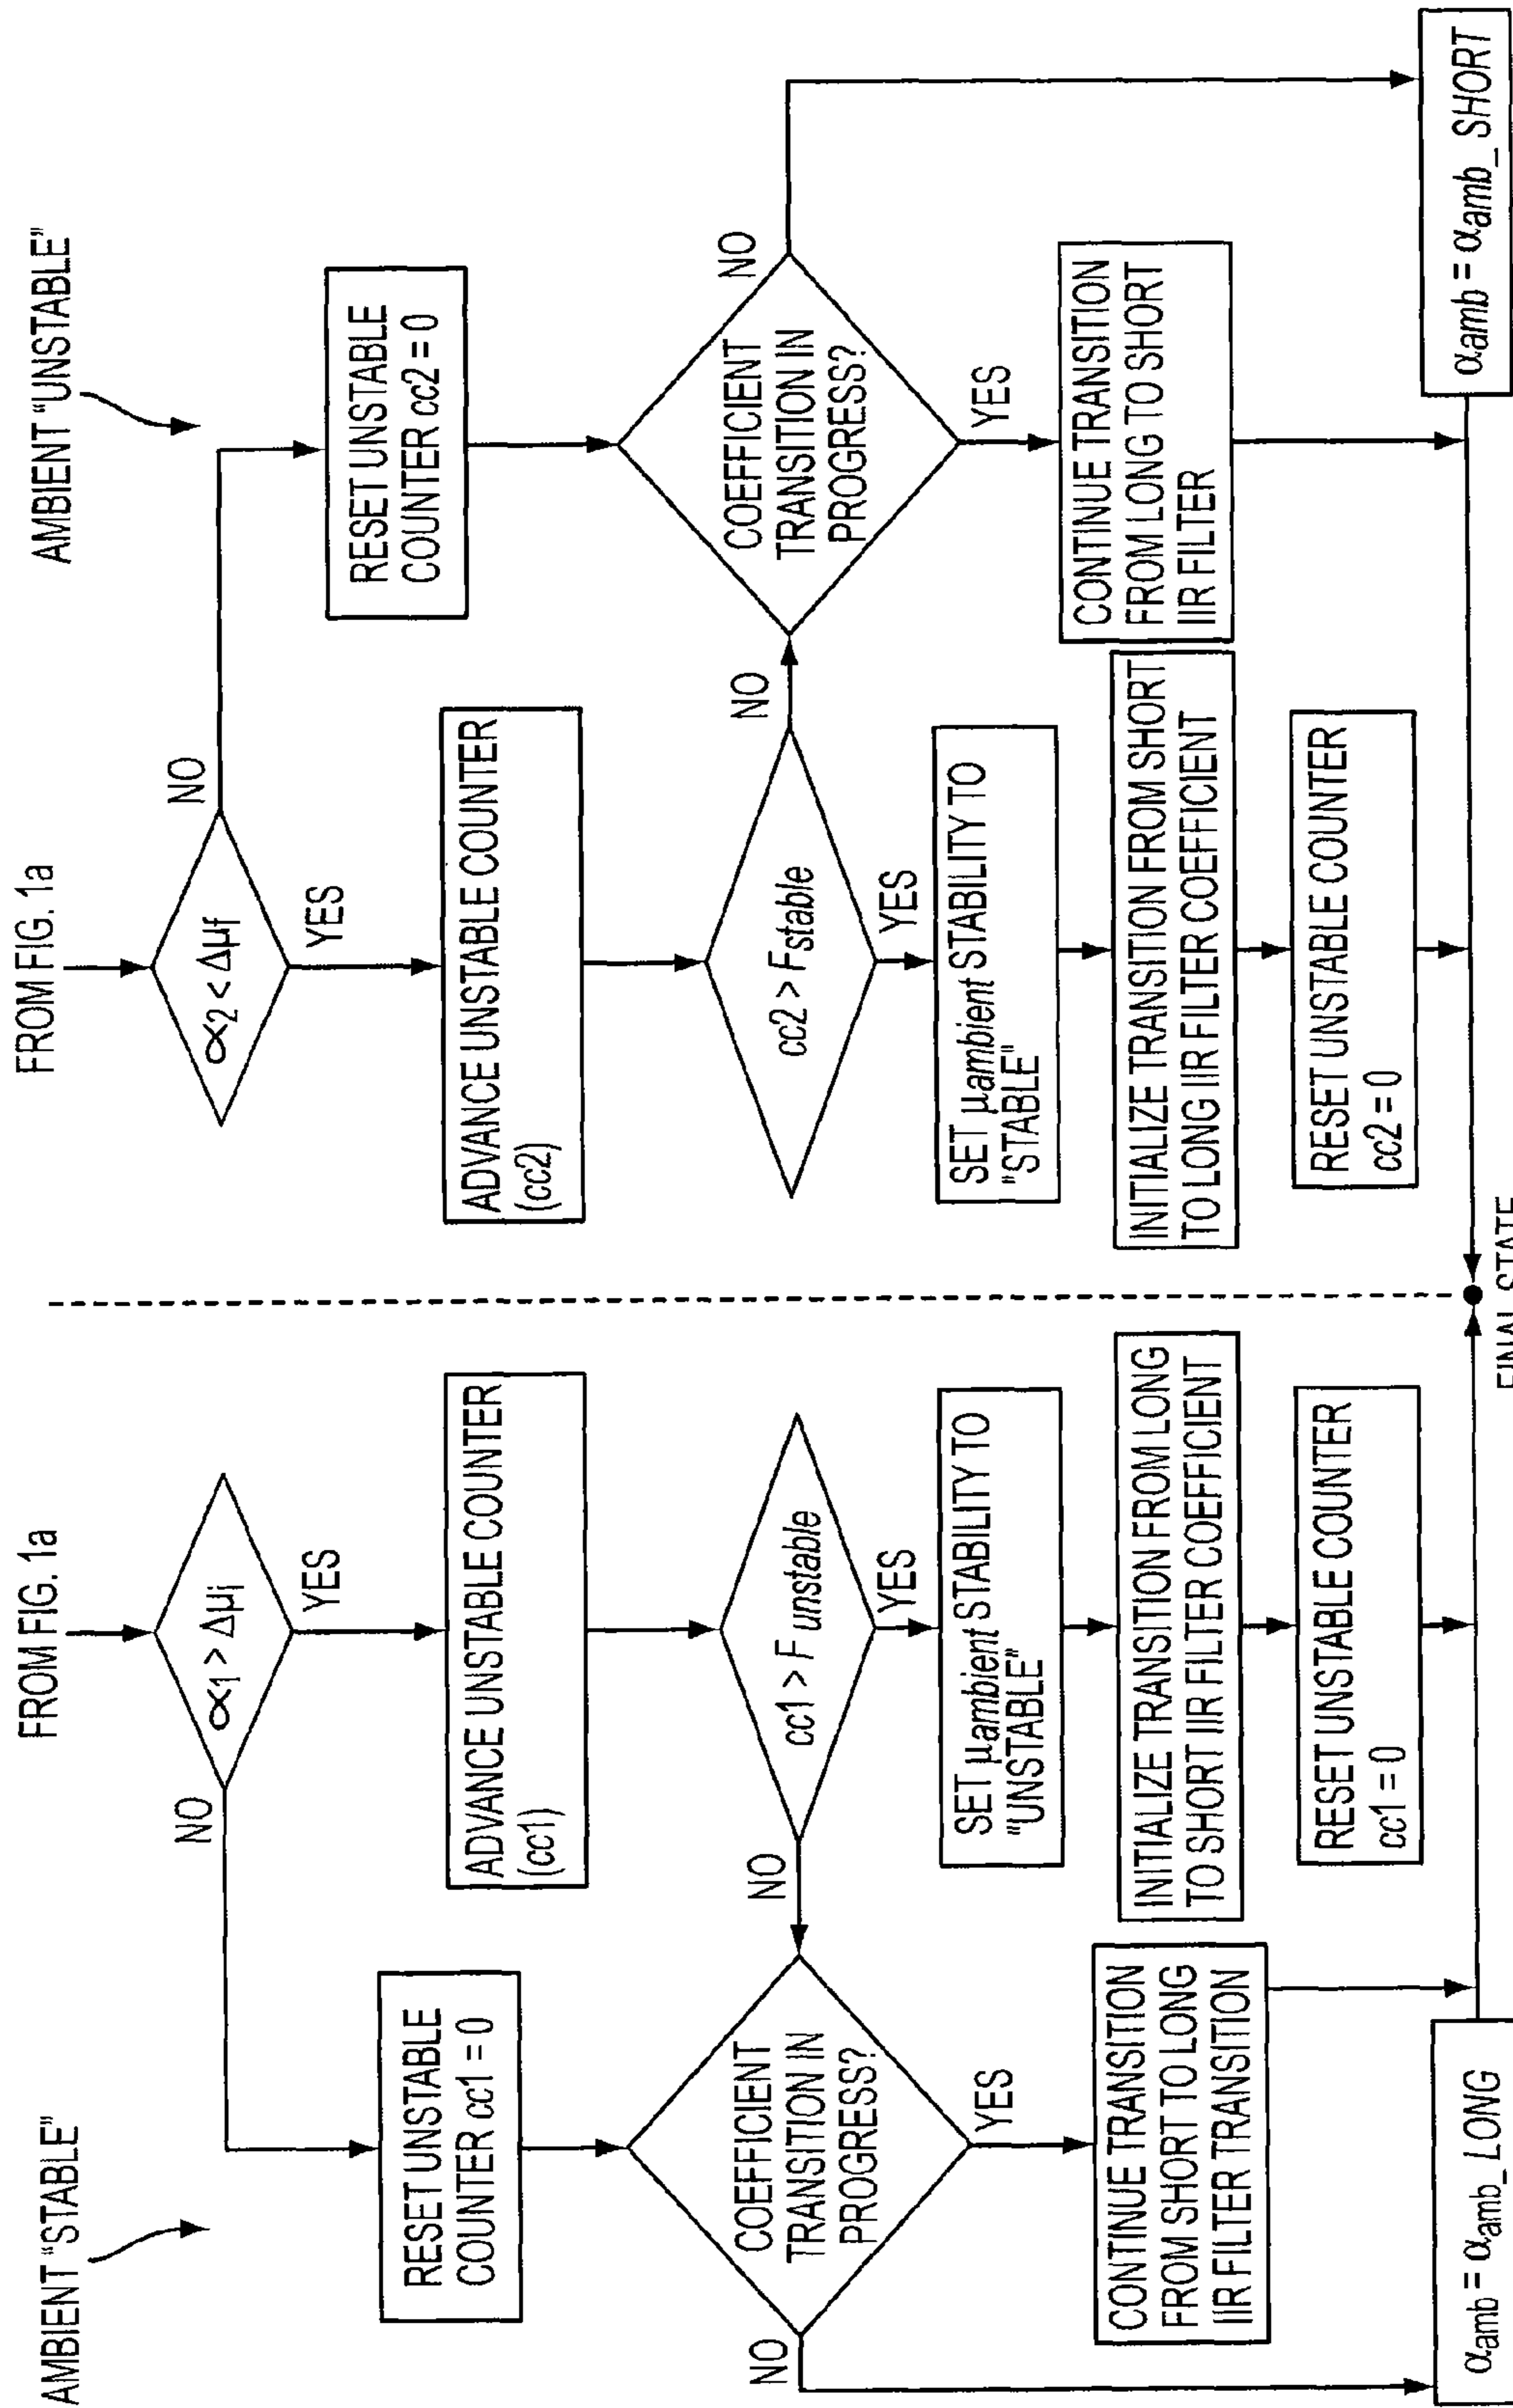 AMBIENT "STABLE"
FROM FIG. 1a
∝1 > Δμi
NO
YES
RESET UNSTABLE
COUNTER cc1 = 0
ADVANCE UNSTABLE COUNTER
(cc1)
COEFFICIENT
TRANSITION IN
PROGRESS?
NO
cc1 > Funstable
NO
YES
YES
SET μambient STABILITY TO
"UNSTABLE"
CONTINUE TRANSITION
FROM SHORT TO LONG
IIR FILTER TRANSITION
INITIALIZE TRANSITION FROM LONG
TO SHORT IIR FILTER COEFFICIENT
RESET UNSTABLE COUNTER
cc1 = 0
αamb = αamb_LONG
FROM FIG. 1a
AMBIENT "UNSTABLE"
∝2 < Δμf
NO
YES
RESET UNSTABLE
COUNTER cc2 = 0
ADVANCE UNSTABLE COUNTER
(cc2)
cc2 > Fstable
NO
YES
COEFFICIENT
TRANSITION IN
PROGRESS?
NO
YES
SET μambient STABILITY TO
"STABLE"
CONTINUE TRANSITION
FROM LONG TO SHORT
IIR FILTER
INITIALIZE TRANSITION FROM SHORT
TO LONG IIR FILTER COEFFICIENT
RESET UNSTABLE COUNTER
cc2 = 0
αamb = αamb_SHORT
FINAL STATE